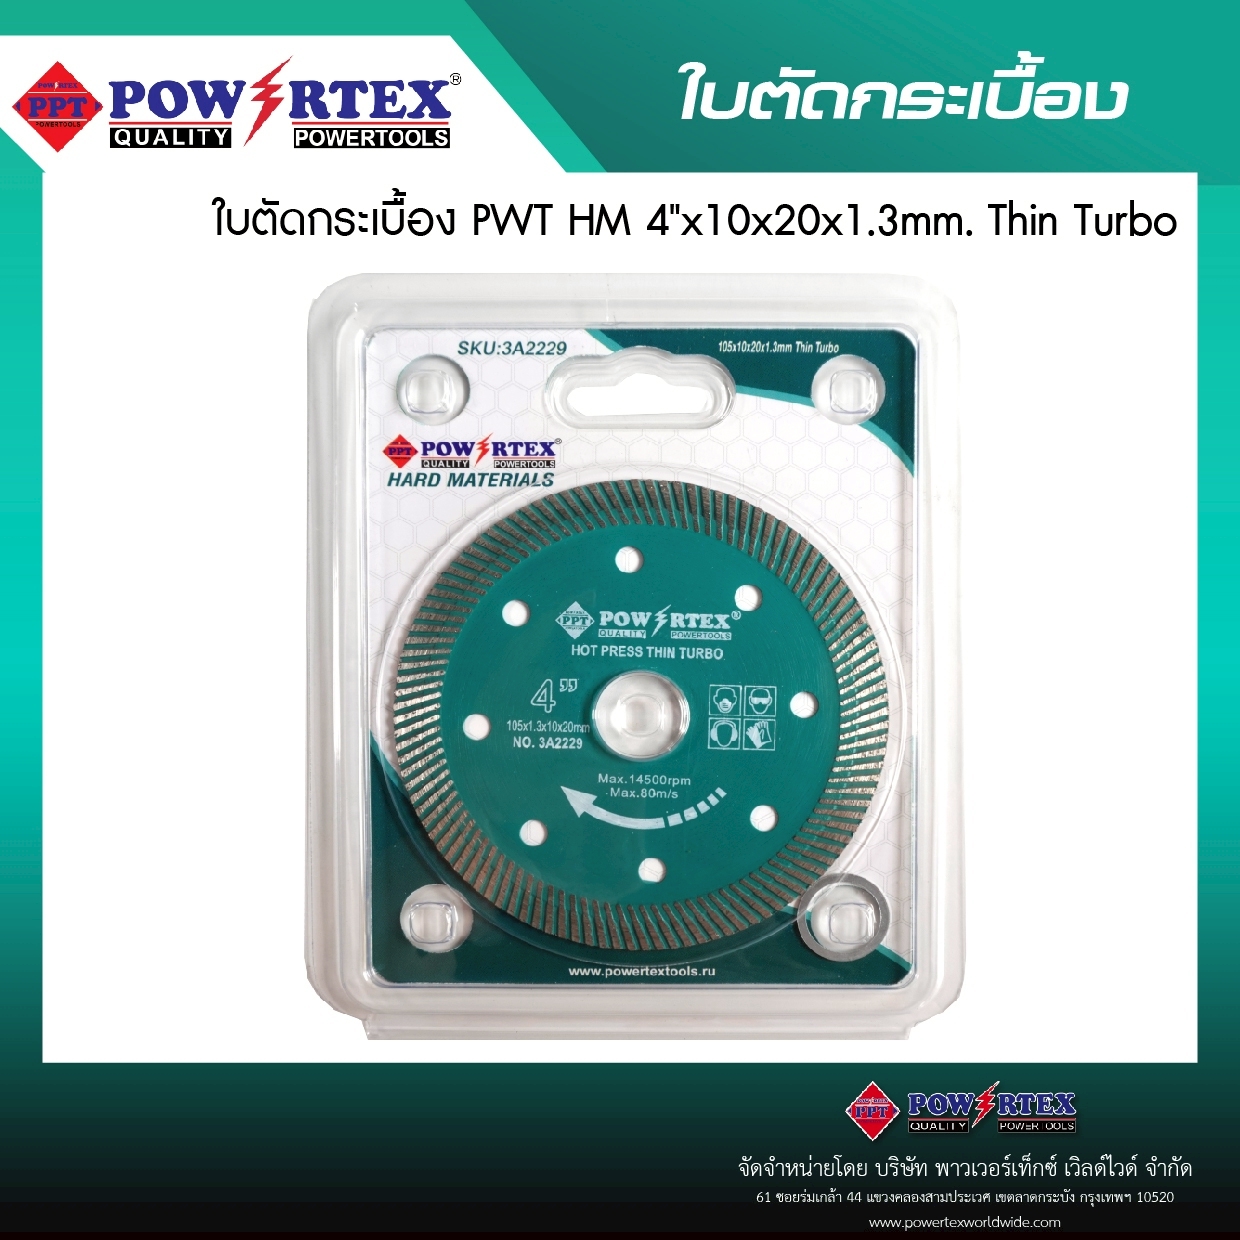 POWERTEX®
PPT
QUALITY POWERTOOLS
ใบตัดกระเบื้อง
ใบตัดกระเบื้อง PWT HM 4"x10x20x1.3mm. Thin Turbo
SKU:3A2229
105x10x20x1.3mm Thin Turbo
PPT POWERTEX®
QUALITY POWERTOOLS
HARD MATERIALS
PPT POWERTEX®
QUALITY POWERTOOLS
HOT PRESS THIN TURBO
4"
105x1.3x10x20mm
NO. 3A2229
Max.14500rpm
Max.80m/s
www.powertextools.ru
PPT POWERTEX
QUALITY POWERTOOLS
จัดจำหน่ายโดย บริษัท พาวเวอร์เท็กซ์ เวิลด์ไวด์ จำกัด
61 ซอยร่มเกล้า 44 แขวงคลองสามประเวศ เขตลาดกระบัง กรุงเทพฯ 10520
www.powertexworldwide.com